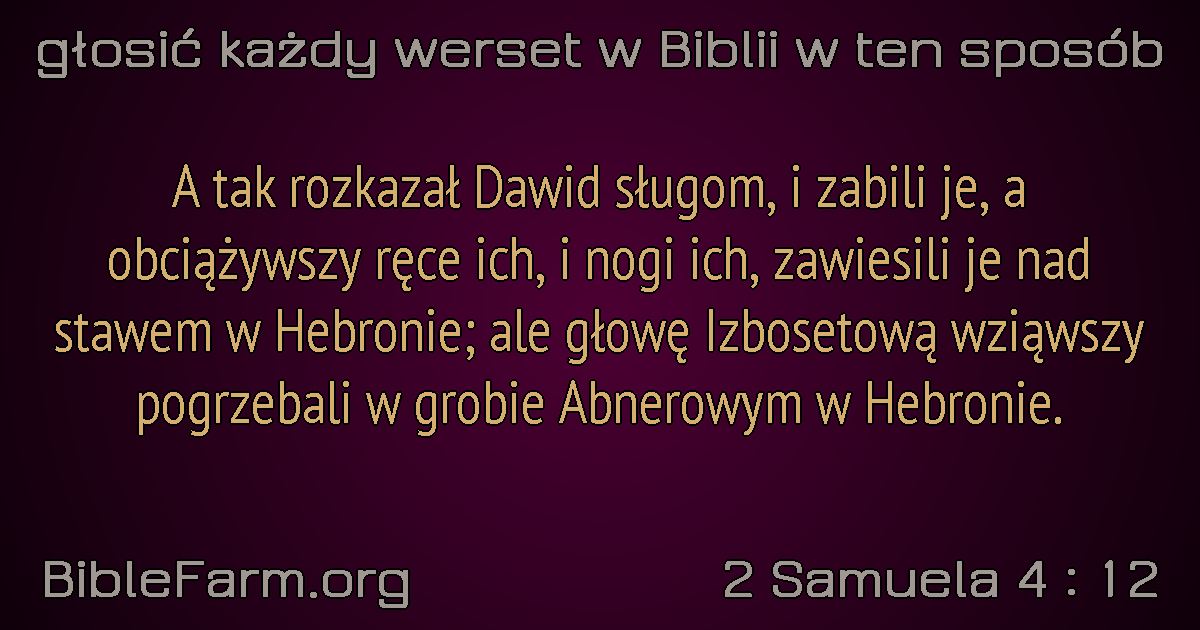 głosić każdy werset w Biblii w ten sposób
A tak rozkazał Dawid sługom, i zabili je, a
obciążywszy ręce ich, i nogi ich, zawiesili je nad
stawem w Hebronie; ale głowę Izbosetową wziąwszy
pogrzebali w grobie Abnerowym w Hebronie.
BibleFarm.org
2 Samuela 4 : 12